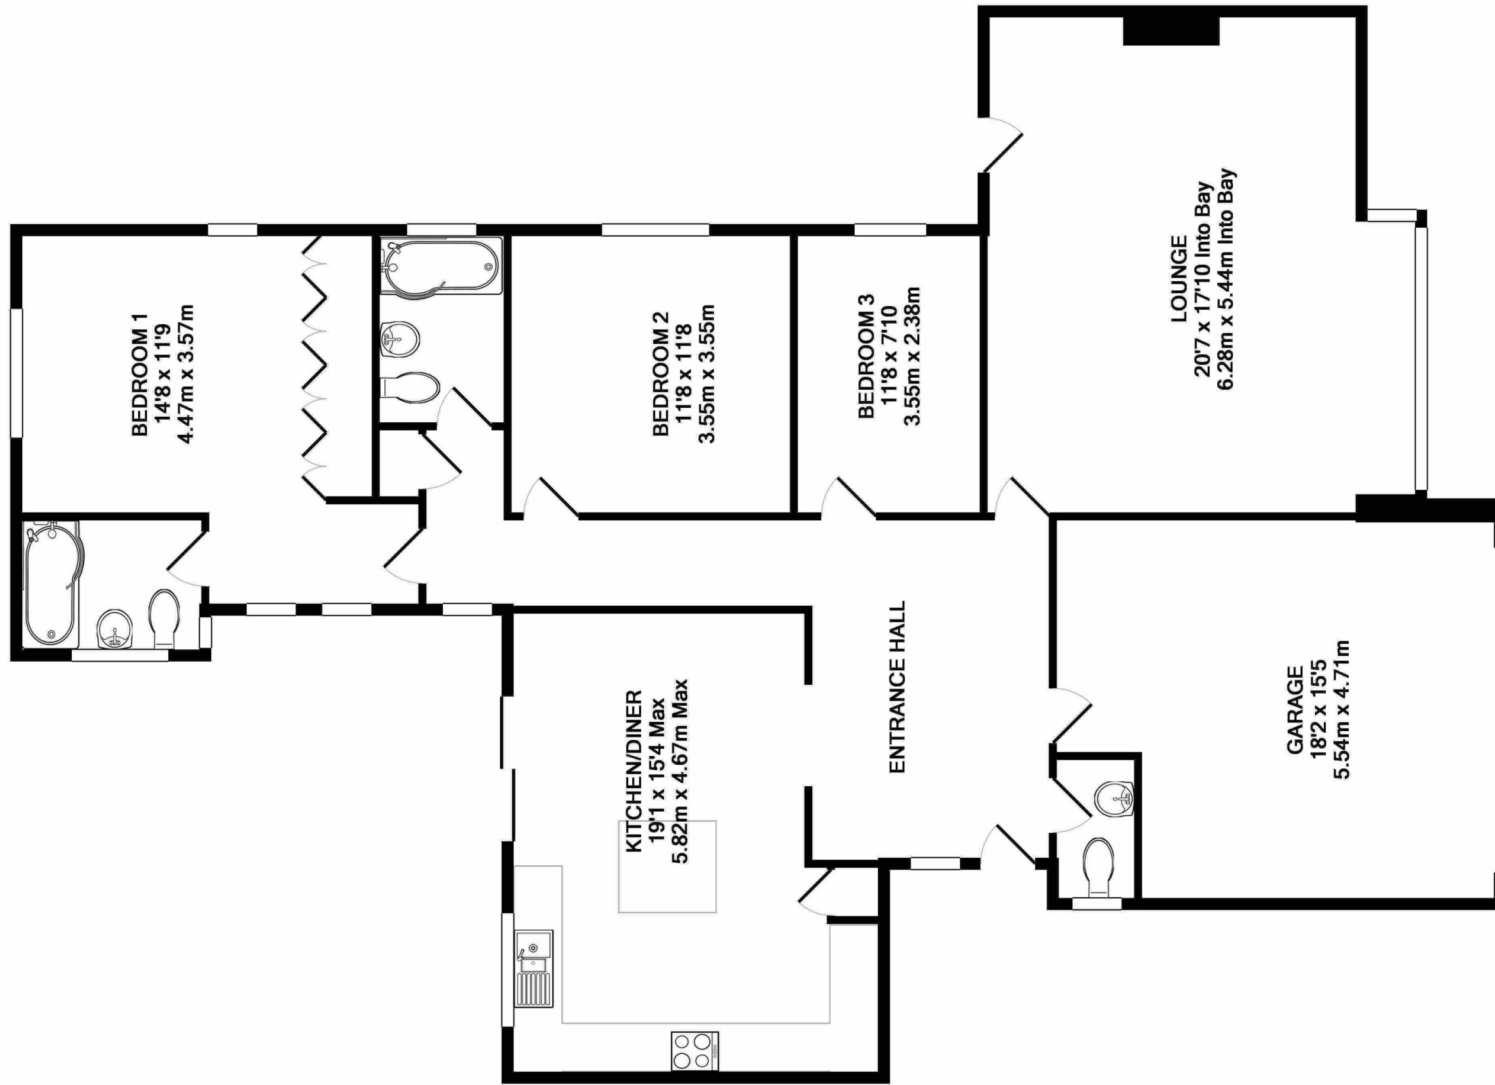 BEDROOM 1
14'8 x 11'9
4.47m x 3.57m
BEDROOM 2
11'8 x 11'8
3.55m x 3.55m
BEDROOM 3
11'8 x 7'10
3.55m x 2.38m
LOUNGE
20'7 x 17'10 Into Bay
6.28m x 5.44m Into Bay
KITCHEN/DINER
19'1 x 15'4 Max
5.82m x 4.67m Max
ENTRANCE HALL
GARAGE
18'2 x 15'5
5.54m x 4.71m